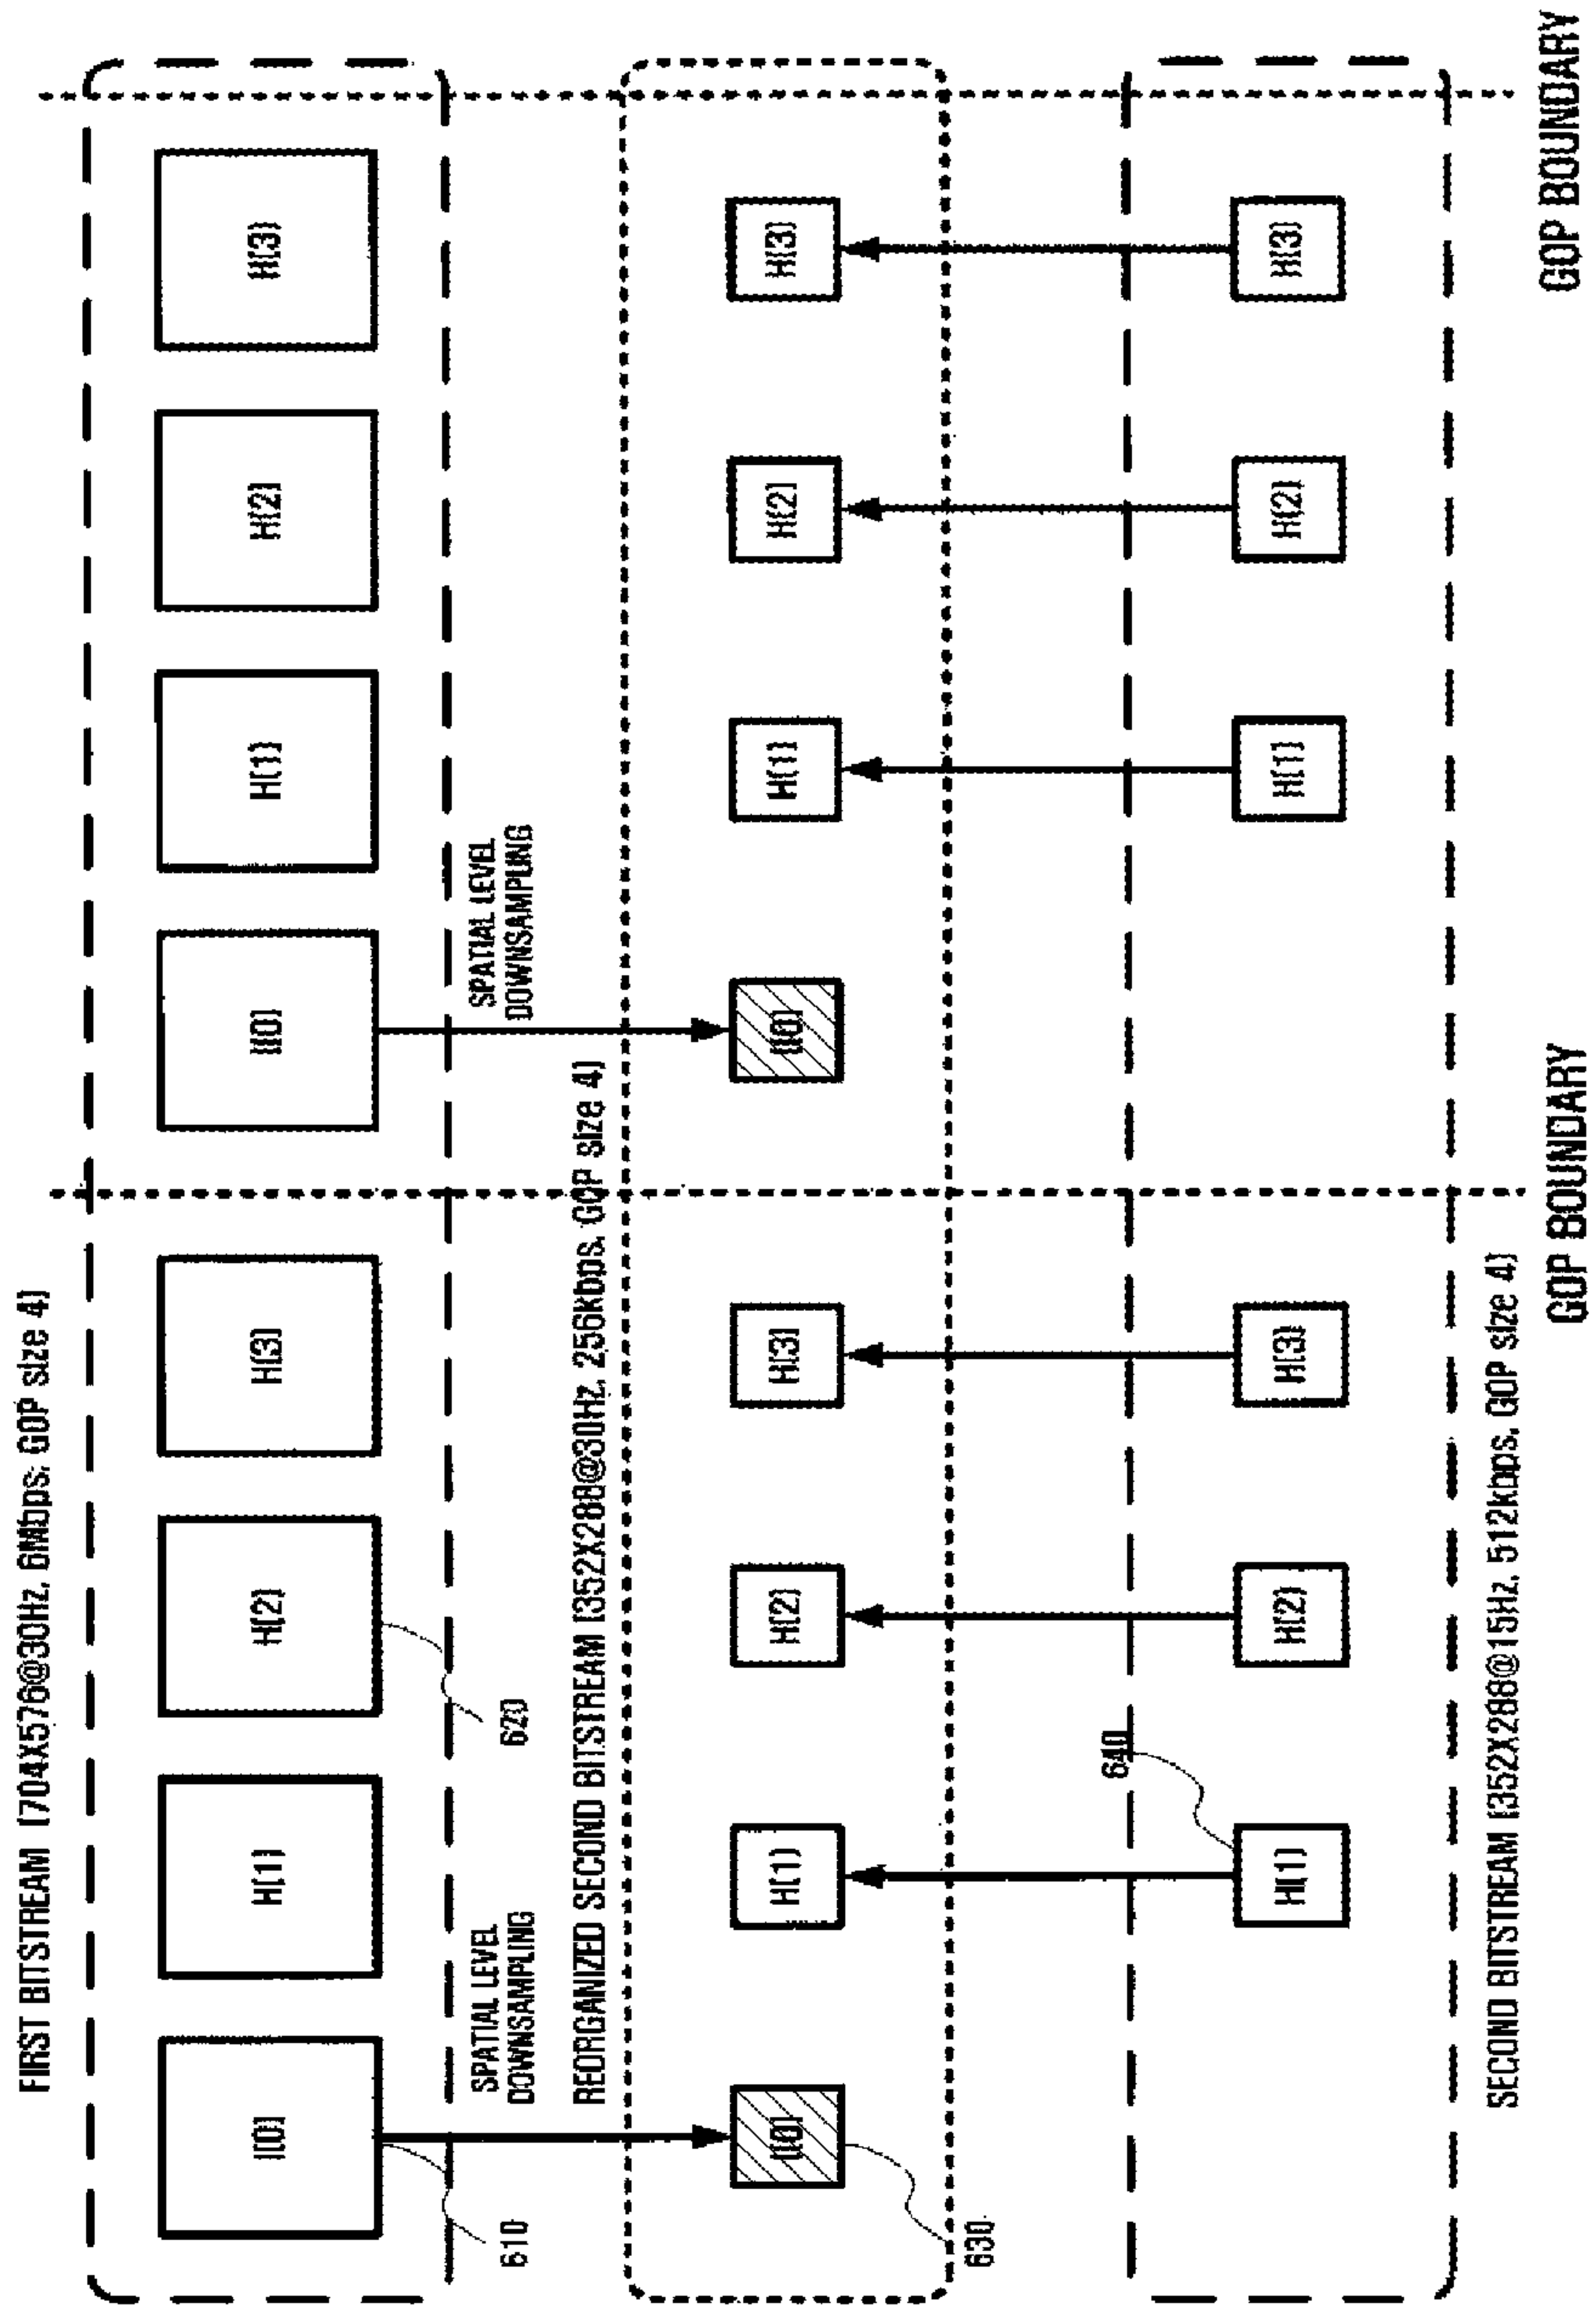 FIRST BITSTREAM (704X576@30Hz, 6Mbps, GOP size 4)
I(0)
H(1)
H(2)
H(3)
I(0)
H(1)
H(2)
H(3)
610
SPATIAL LEVEL
DOWNSAMPLING
620
SPATIAL LEVEL
DOWNSAMPLING
REORGANIZED SECOND BITSTREAM (352X288@30Hz, 256kbps, GOP size 4)
I(0)
H(1)
H(2)
H(3)
I(0)
H(1)
H(2)
H(3)
630
640
H(1)
H(2)
H(3)
H(1)
H(2)
H(3)
SECOND BITSTREAM (352X288@15Hz, 512kbps, GOP size 4)
GOP BOUNDARY
GOP BOUNDARY